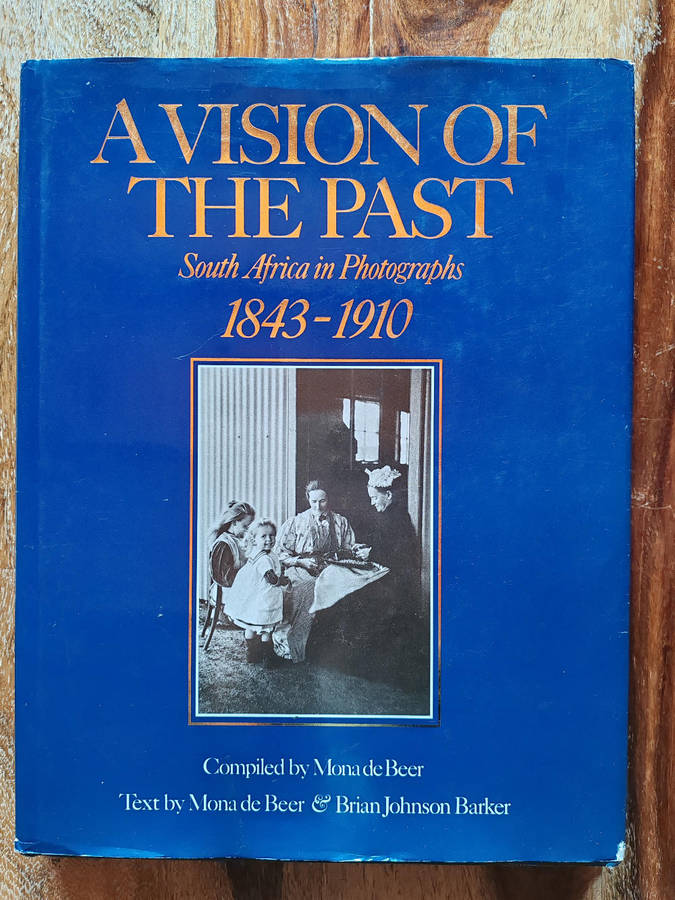 A VISION OF
THE PAST
South Africa in Photographs
1843-1910
Compiled by Mona de Beer
Text by Mona de Beer & Brian Johnson Barker